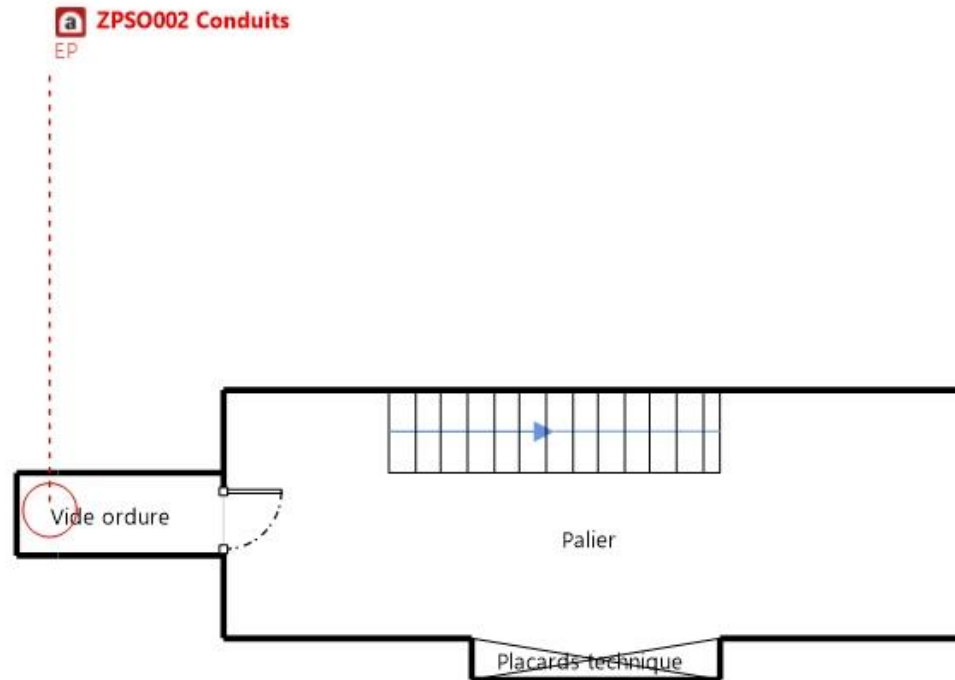 a ZPSO002 Conduits
EP
Vide ordure
Palier
Placards technique